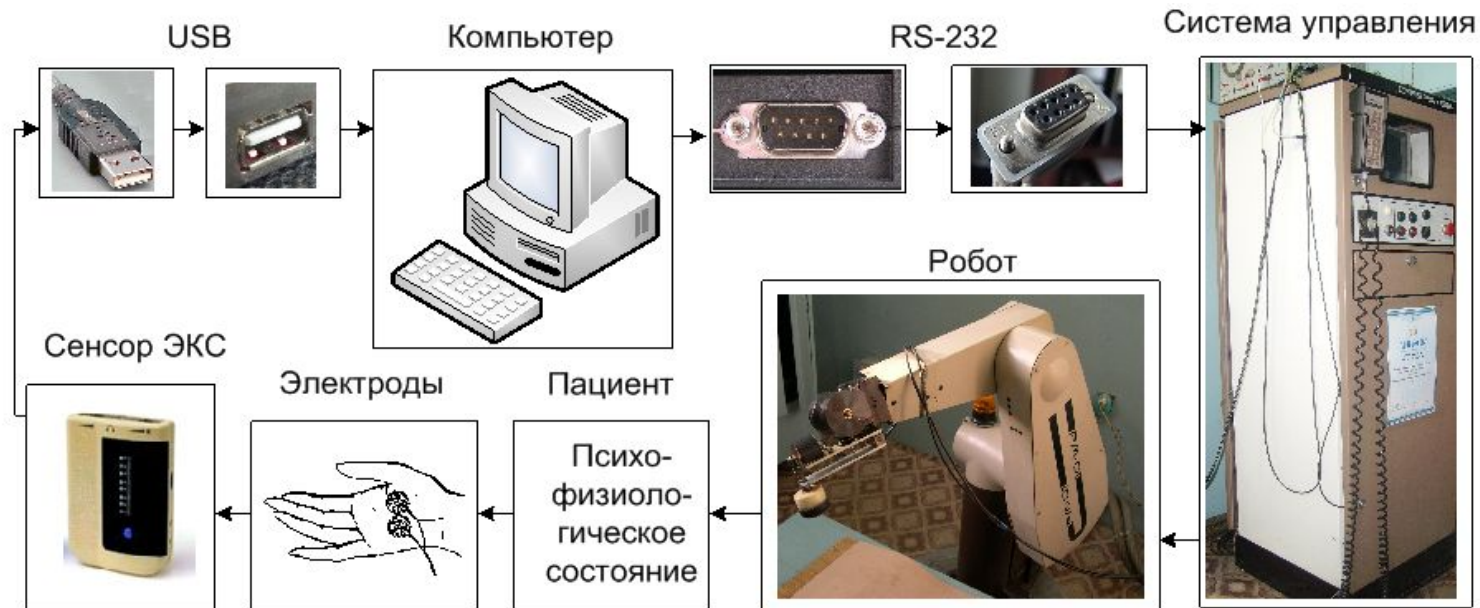 USB
Компьютер
RS-232
Система управления
Робот
Сенсор ЭКС
Электроды
Пациент
Психо-
физиоло-
гическое
состояние